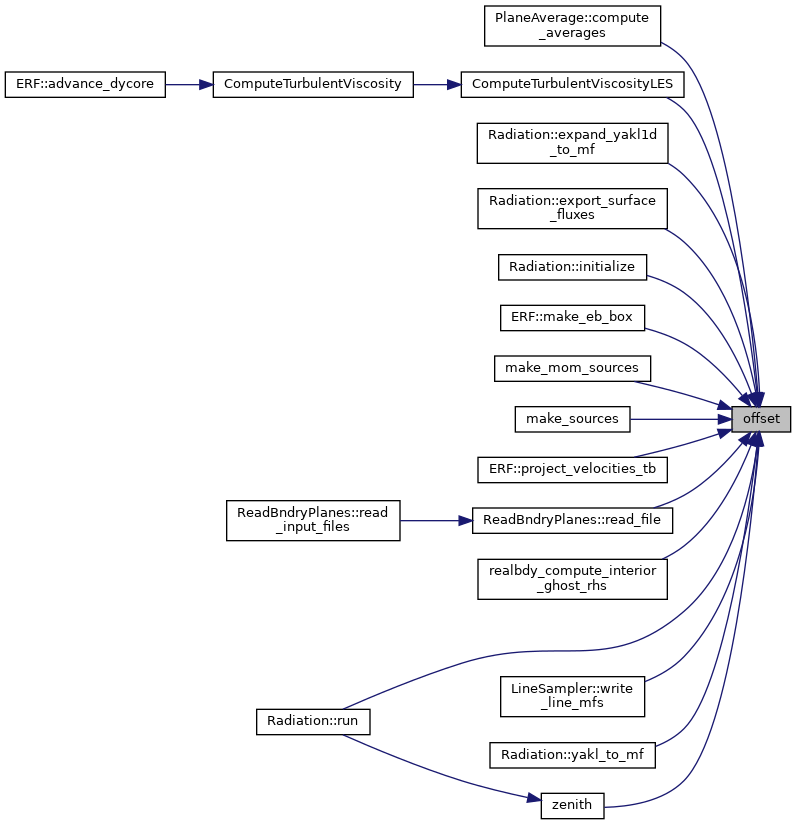 PlaneAverage::compute
_averages
ERF::advance_dycore
ComputeTurbulentViscosity
ComputeTurbulentViscosityLES
Radiation::expand_yakl1d
_to_mf
Radiation::export_surface
_fluxes
Radiation::initialize
ERF::make_eb_box
make_mom_sources
offset
make_sources
ERF::project_velocities_tb
ReadBndryPlanes::read
_input_files
ReadBndryPlanes::read_file
realbdy_compute_interior
_ghost_rhs
LineSampler::write
_line_mfs
Radiation::run
Radiation::yakl_to_mf
zenith